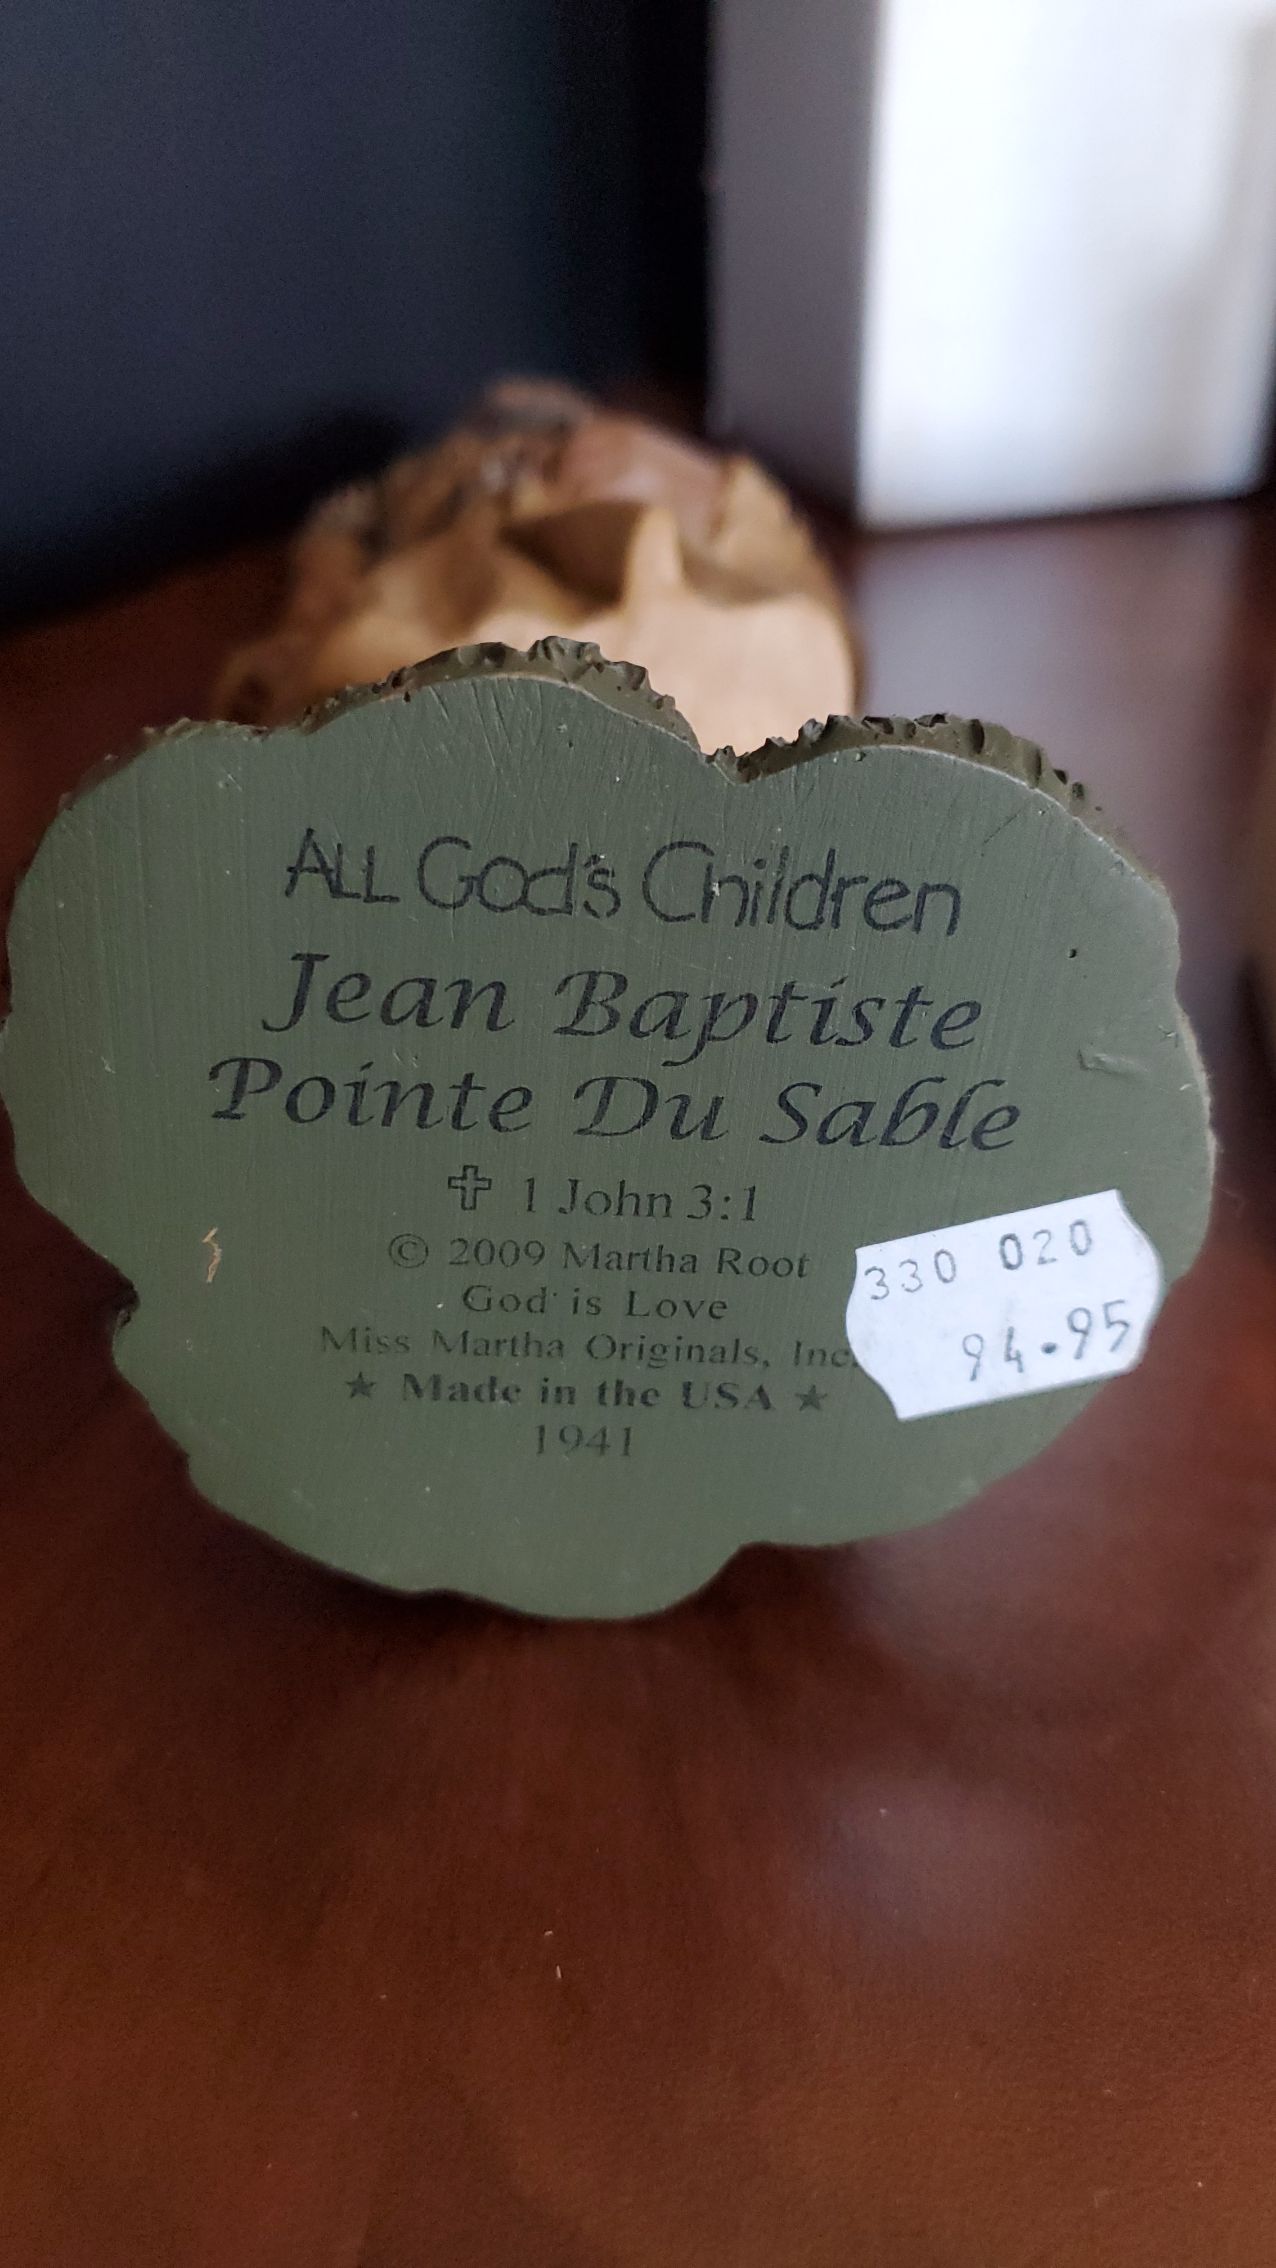 ALL God's Children
Jean Baptiste
Pointe Du Sable
✝ 1 John 3:1
© 2009 Martha Root
God is Love
Miss Martha Originals, Inc.
★ Made in the USA ★
1941
330 020
94.95